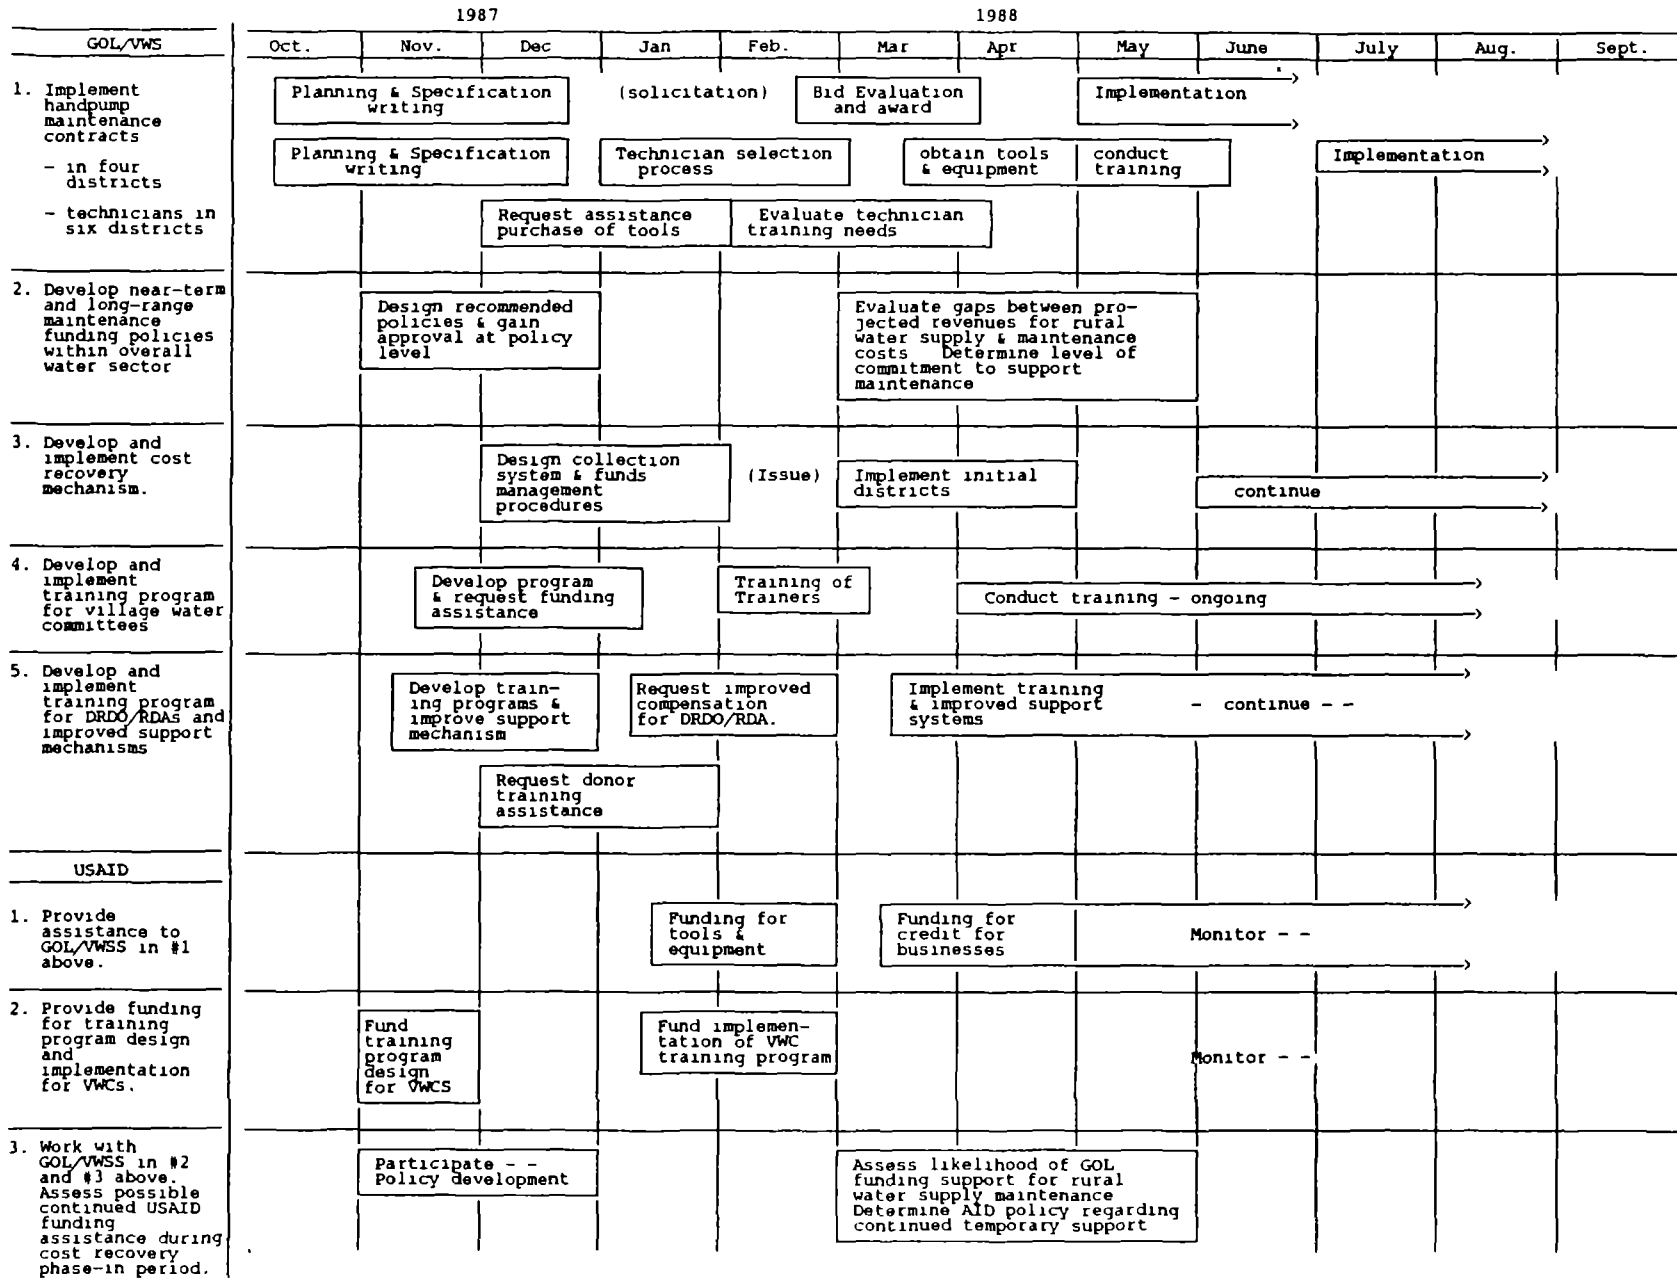 1987
1988
GOL/VWS
Oct.
Nov.
Dec
Jan
Feb.
Mar
Apr
May
June
July
Aug.
Sept.
1. Implement
handpump
maintenance
contracts
- in four
districts
- technicians in
six districts
Planning & Specification
writing
(solicitation)
Bid Evaluation
and award
Implementation
Planning & Specification
writing
Technician selection
process
obtain tools
& equipment
conduct
training
Implementation
Request assistance
purchase of tools
Evaluate technician
training needs
2. Develop near-term
and long-range
maintenance
funding policies
within overall
water sector
Design recommended
policies & gain
approval at policy
level
Evaluate gaps between pro-
jected revenues for rural
water supply & maintenance
costs Determine level of
commitment to support
maintenance
3. Develop and
implement cost
recovery
mechanism.
Design collection
system & funds
management
procedures
(Issue)
Implement initial
districts
continue
4. Develop and
implement
training program
for village water
committees
Develop program
& request funding
assistance
Training of
Trainers
Conduct training - ongoing
5. Develop and
implement
training program
for DRDO/RDAs and
improved support
mechanisms
Develop train-
ing programs &
improve support
mechanism
Request improved
compensation
for DRDO/RDA.
Implement training
& improved support
systems
- continue - -
Request donor
training
assistance
USAID
1. Provide
assistance to
GOL/VWSS in #1
above.
Funding for
tools &
equipment
Funding for
credit for
businesses
Monitor - -
2. Provide funding
for training
program design
and
implementation
for VWCs.
Fund
training
program
design
for VWCS
Fund implemen-
tation of VWC
training program
Monitor - -
3. Work with
GOL/VWSS in #2
and #3 above.
Assess possible
continued USAID
funding
assistance during
cost recovery
phase-in period.
Participate - -
Policy development
Assess likelihood of GOL
funding support for rural
water supply maintenance
Determine AID policy regarding
continued temporary support